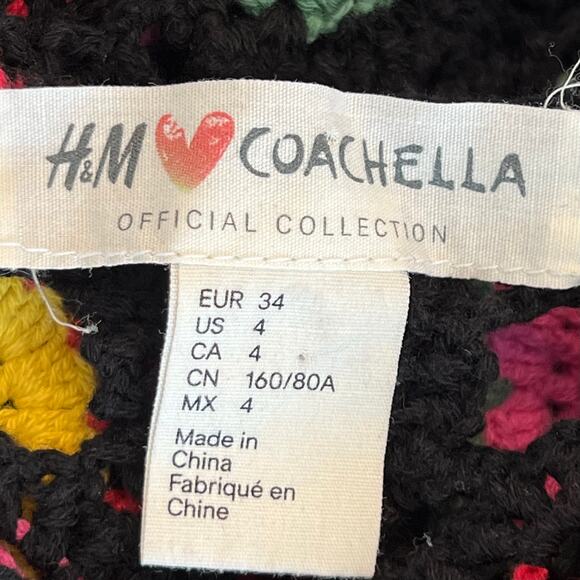 H&M COACHELLA
OFFICIAL COLLECTION
EUR 34
US 4
CA 4
CN 160/80A
MX 4
Made in
China
Fabriqué en
Chine